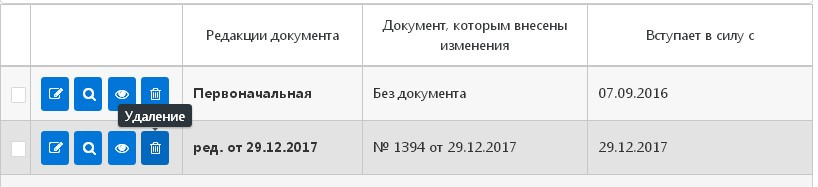 Редакции документа
Документ, которым внесены
изменения
Вступает в силу с
Первоначальная
Без документа
07.09.2016
Удаление
ред. от 29.12.2017
№ 1394 от 29.12.2017
29.12.2017